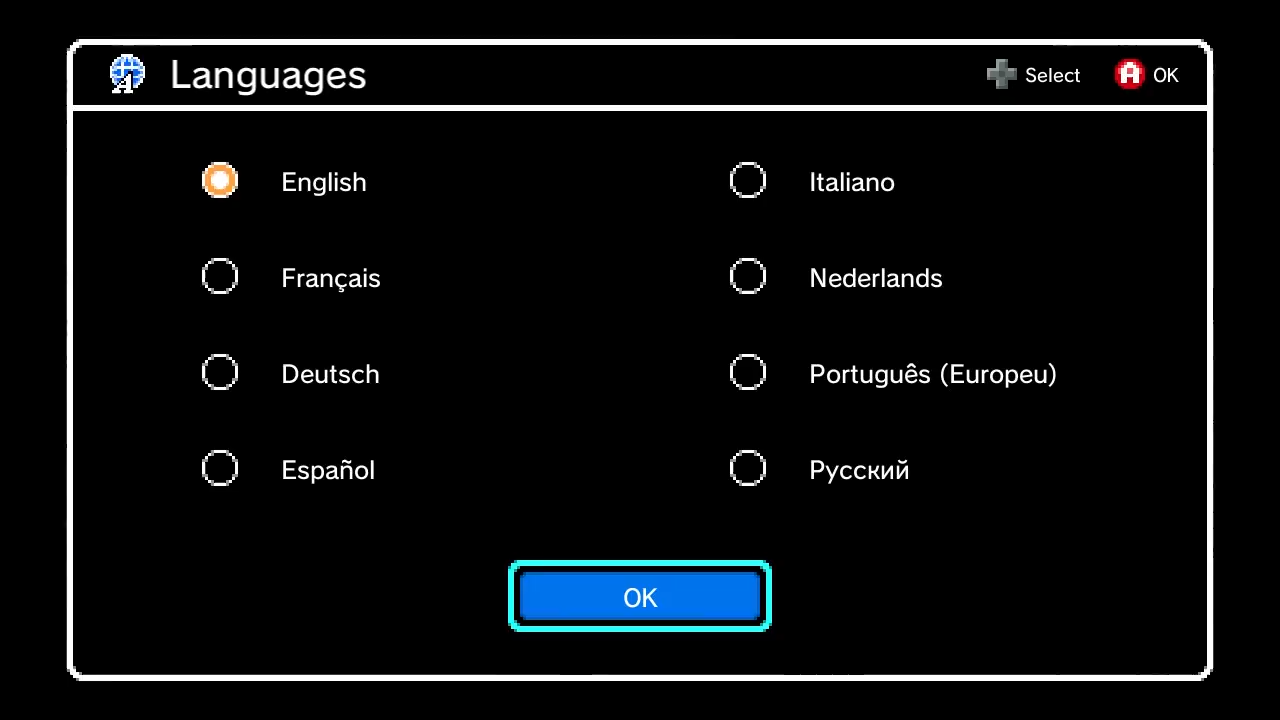 Languages
Select
A OK
English
Italiano
Français
Nederlands
Deutsch
Português (Europeu)
Español
Русский
OK